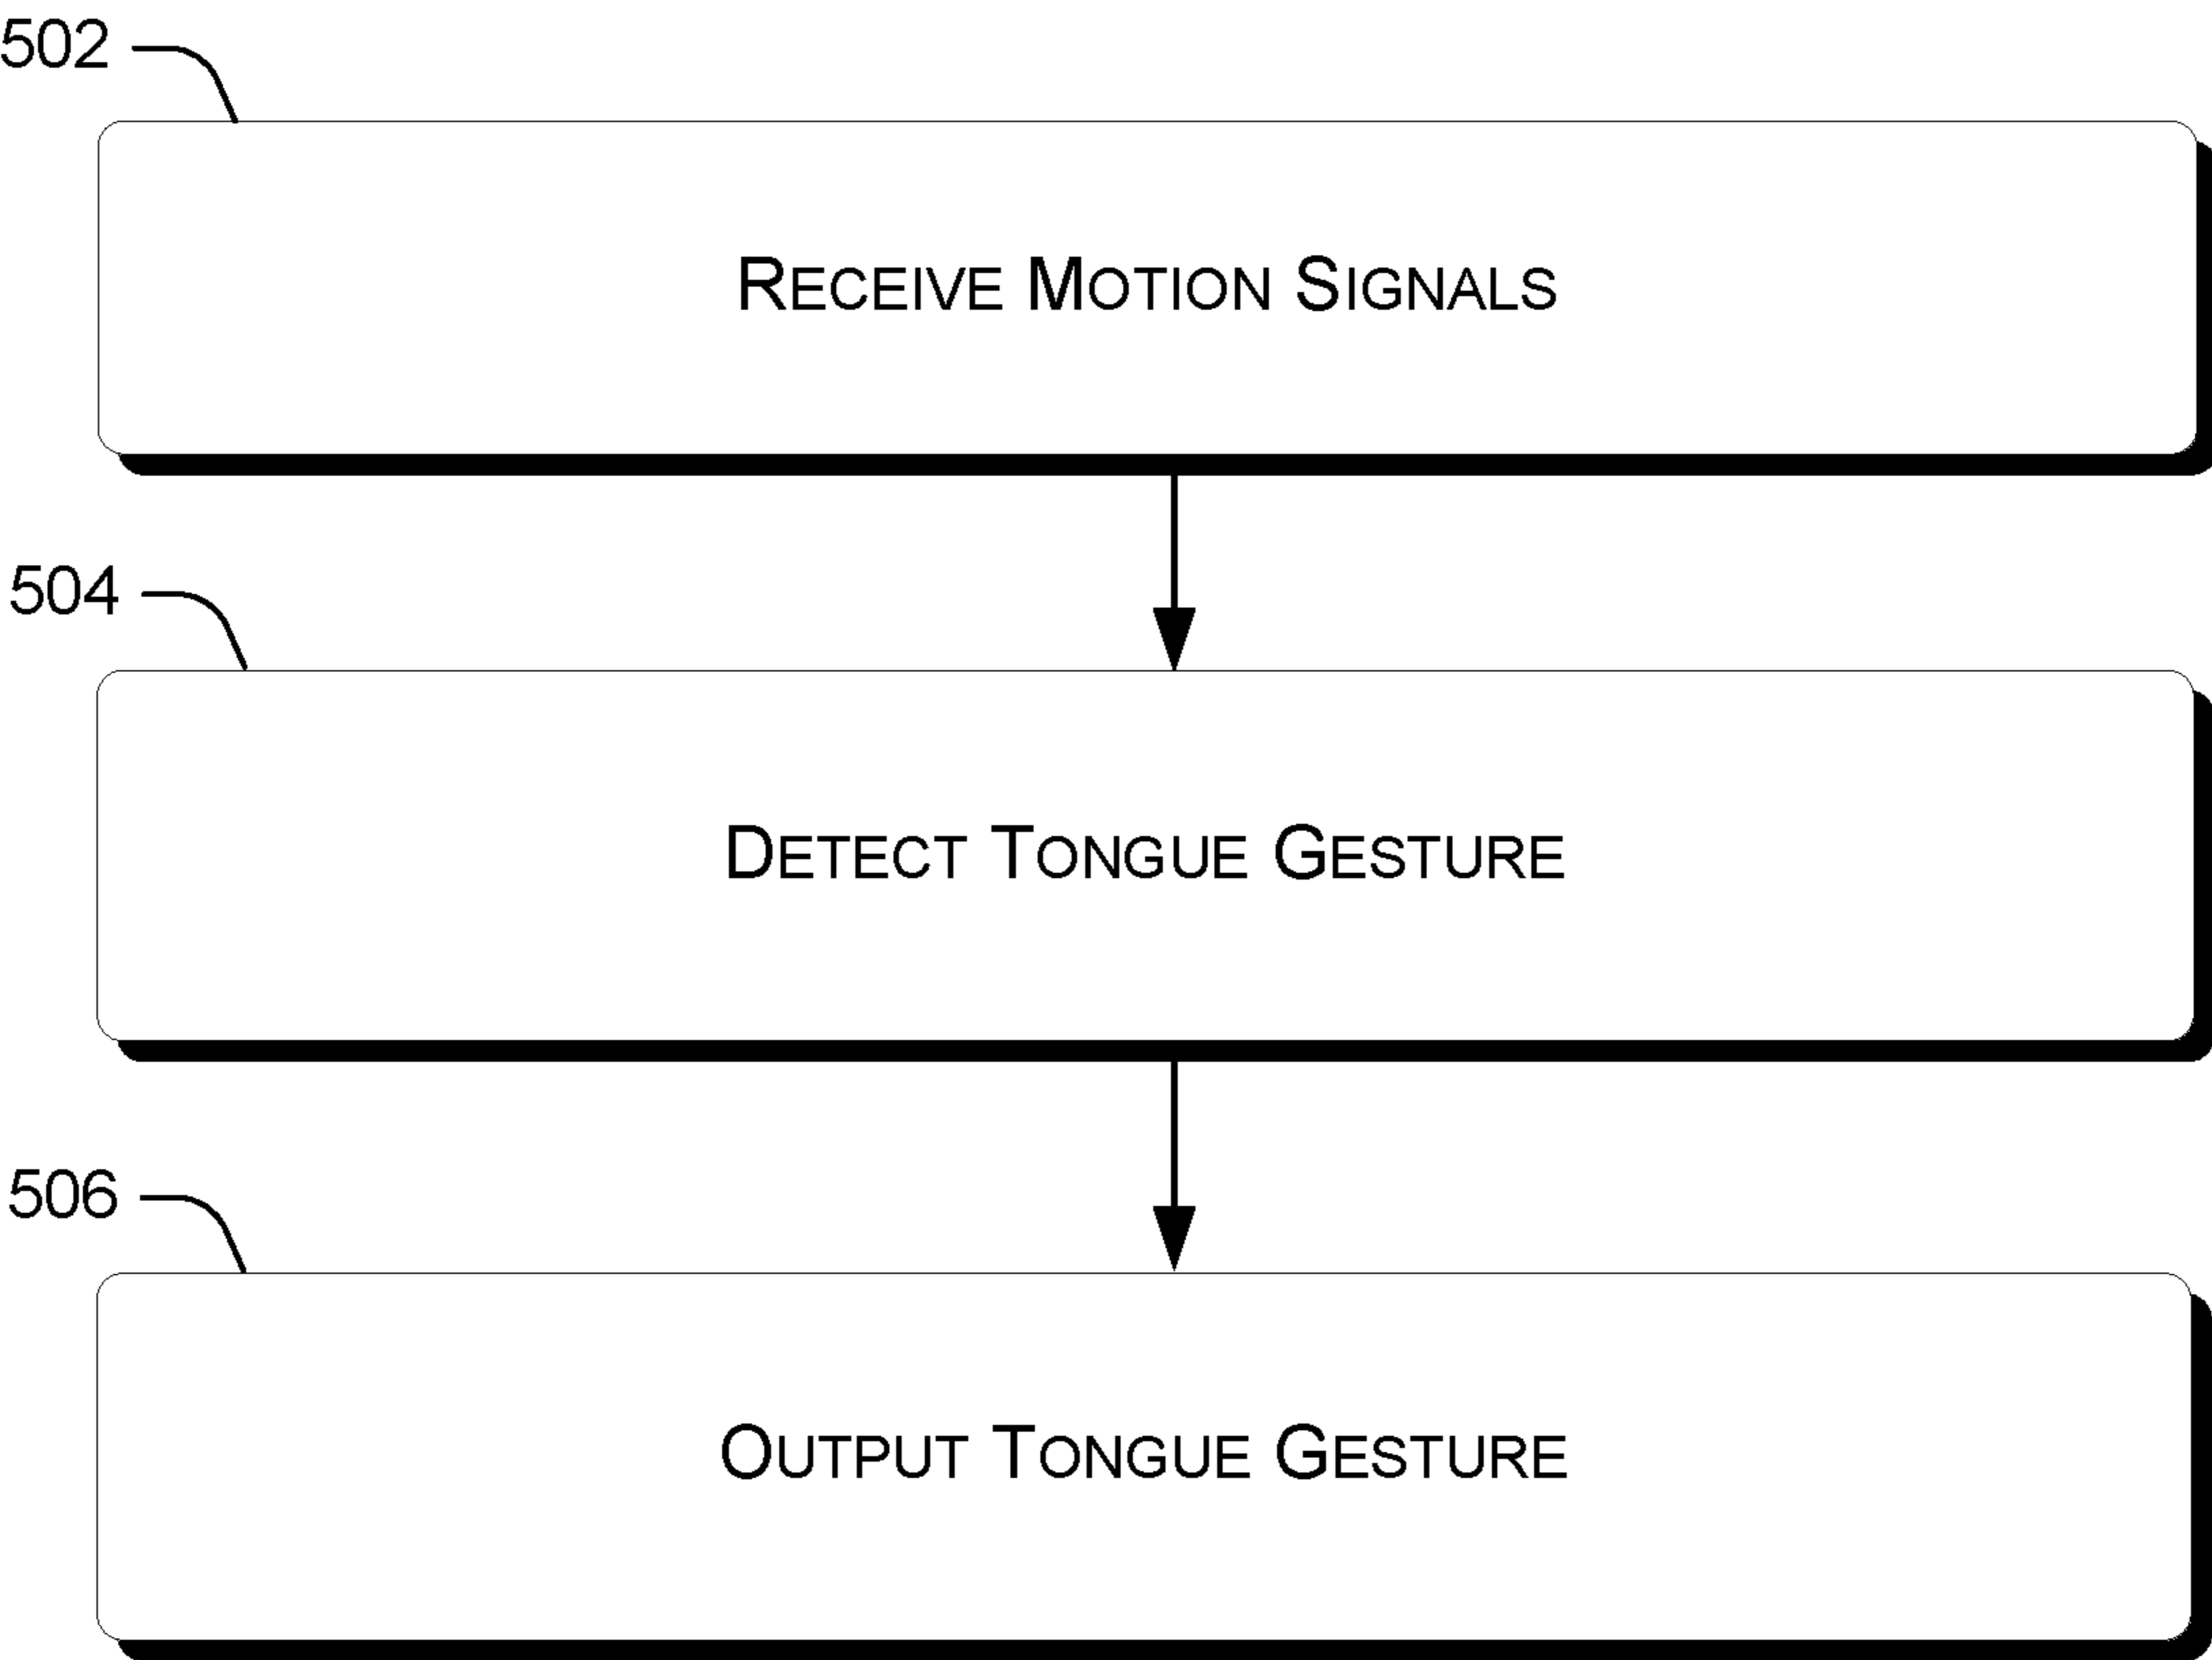 502
RECEIVE MOTION SIGNALS
504
DETECT TONGUE GESTURE
506
OUTPUT TONGUE GESTURE